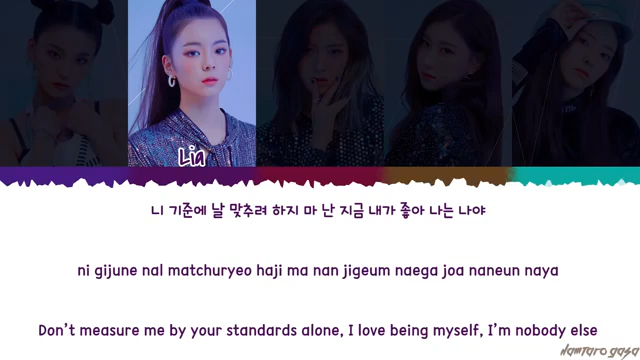 Lia
니 기준에 날 맞추려 하지 마 난 지금 내가 좋아 나는 나야
ni gijune nal matchuryeo haji ma nan jigeum naega joa naneun naya
Don't measure me by your standards alone, I love being myself, I'm nobody else
Namtaro gasa